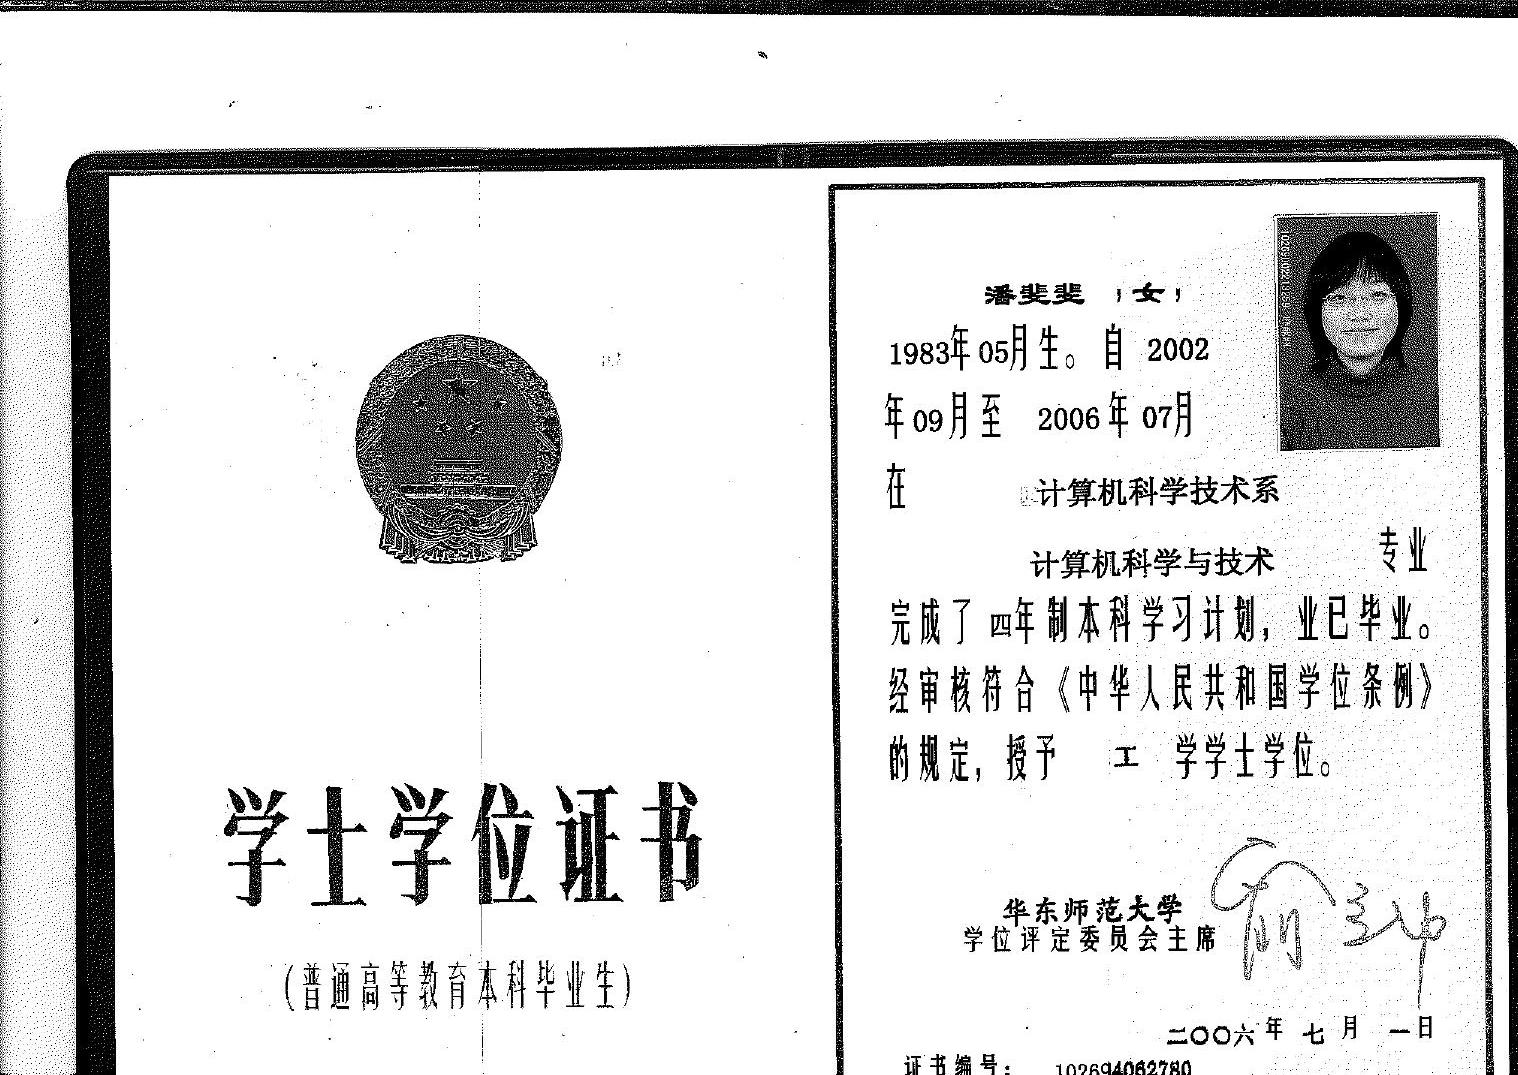 学士学位证书
(普通高等教育本科毕业生)
潘斐斐 (女)
1983年05月生。自 2002
年09月至 2006年07月
在 计算机科学技术系
计算机科学与技术 专业
完成了四年制本科学习计划，业已毕业。
经审核符合《中华人民共和国学位条例》
的规定，授予 工 学学士学位。
华东师范大学
学位评定委员会主席 俞立中
二〇〇六年 七 月 一日
证书编号： 102694062780